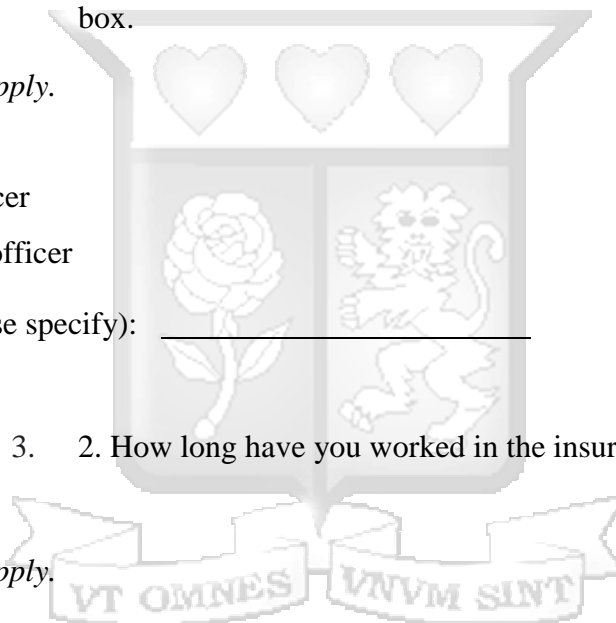 box.
pply.
cer
officer
se specify):
3. 2. How long have you worked in the insur
pply.
VT OMNES VNVM SINT